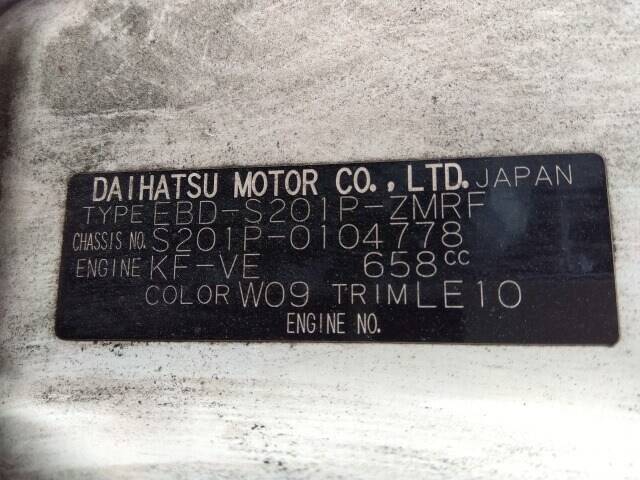 DAIHATSU MOTOR CO., LTD. JAPAN
TYPE EBD-S201P-ZMRF
CHASSIS NO. S201P-0104778
ENGINE KF-VE 658CC
COLOR W09 TRIM LE10
ENGINE NO.